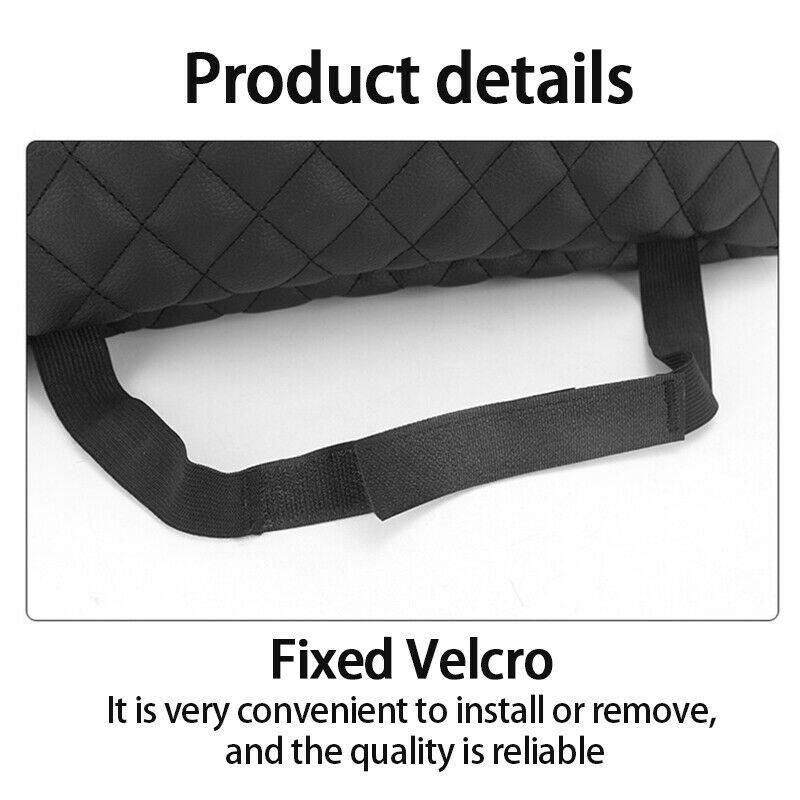 Product details
Fixed Velcro
It is very convenient to install or remove,
and the quality is reliable